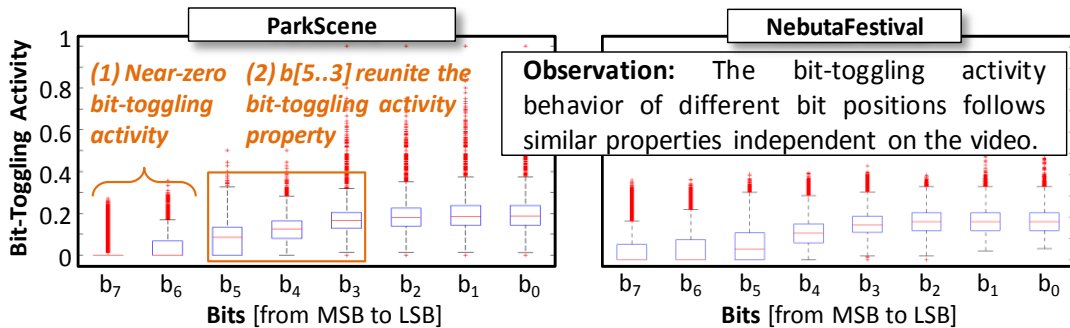 ParkScene
NebutaFestival
Bit-Toggling Activity
1
0.8
0.6
0.4
0.2
0
(1) Near-zero
bit-toggling
activity
(2) b[5..3] reunite the
bit-toggling activity
property
Observation: The bit-toggling activity
behavior of different bit positions follows
similar properties independent on the video.
b7 b6 b5 b4 b3 b2 b1 b0
Bits [from MSB to LSB]
b7 b6 b5 b4 b3 b2 b1 b0
Bits [from MSB to LSB]